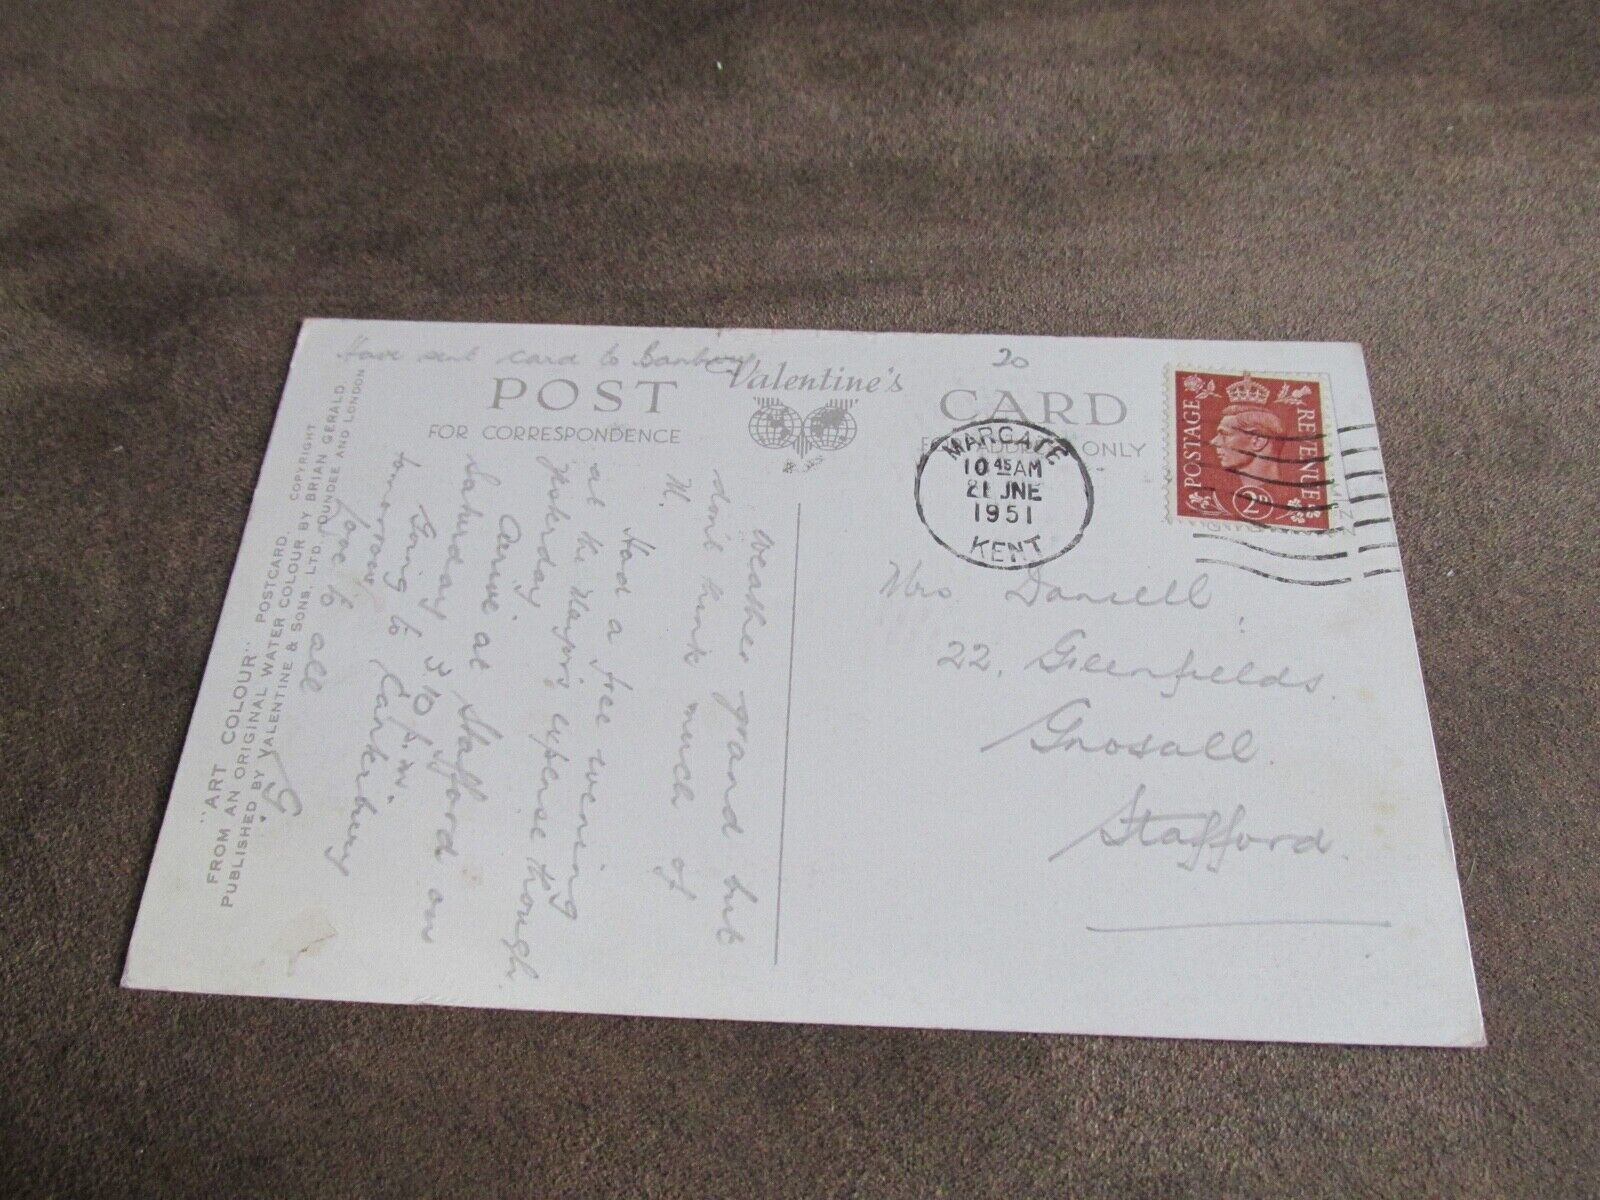 Have sent card to Banbury
20
Valentine's
POST CARD
FOR CORRESPONDENCE
ONLY
MARGATE
10 45 AM
21 JNE
1951
KENT
POSTAGE
REVENUE
2D
Weather grand but
don't think much of
M.
Had a free evening
at the Mayor's expense though.
Yesterday.
Arrive at Stafford on
Saturday 3.10 p.m.
Going to Canterbury
tomorrow
Love to all
G.
Mrs Daniell
22, Greenfields.
Gnosall
Stafford.
"ART COLOUR" POSTCARD. COPYRIGHT
FROM AN ORIGINAL WATER COLOUR BY BRIAN GERALD
PUBLISHED BY VALENTINE & SONS, LTD., DUNDEE AND LONDON